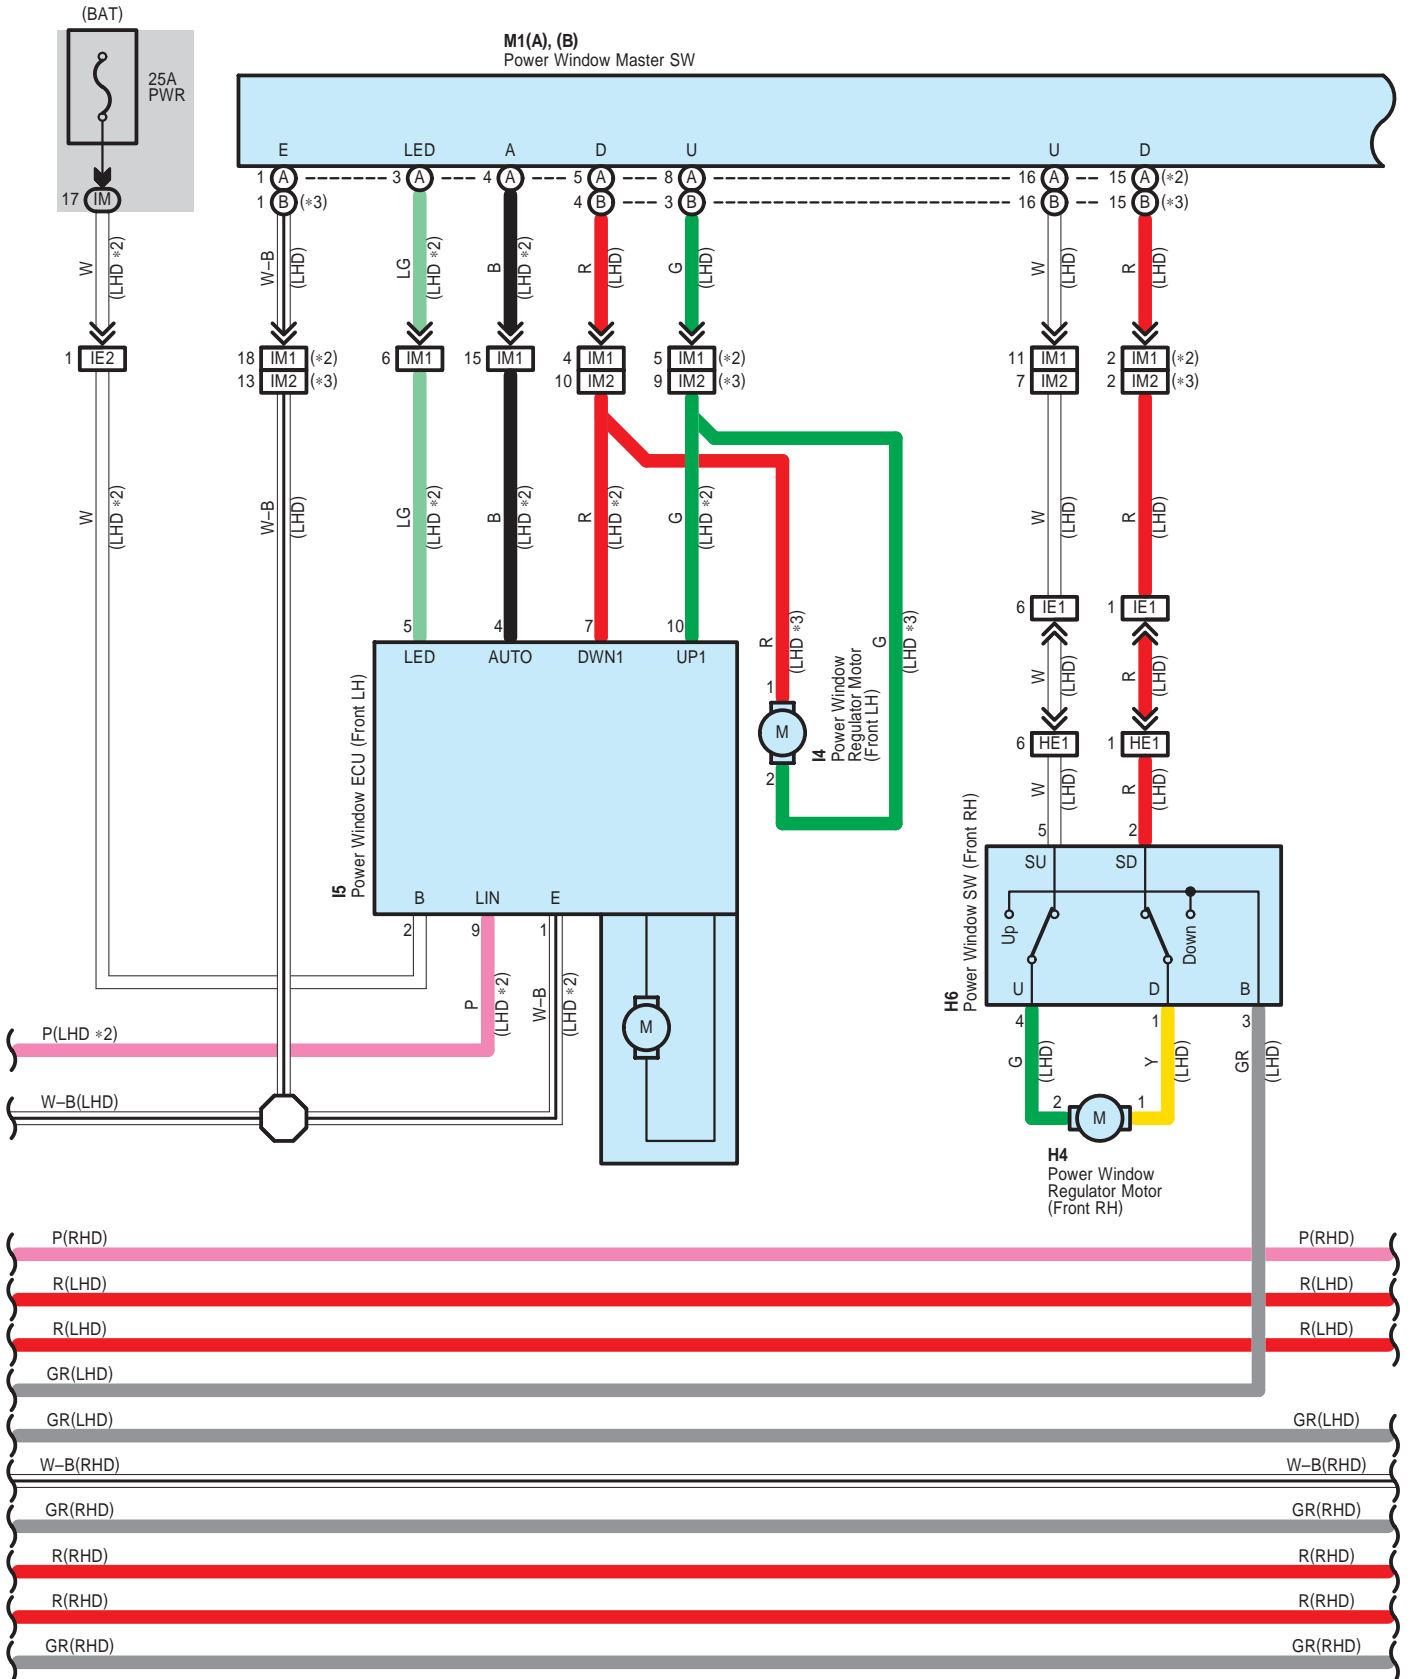 (BAT)
25A
PWR
17 IM
M1(A), (B)
Power Window Master SW
E LED A D U U D
1 A 3 A 4 A 5 A 8 A 16 A 15 A (*2)
1 B (*3) 4 B 3 B 16 B 15 B (*3)
W (LHD *2)
W–B (LHD)
LG (LHD *2)
B (LHD *2)
R (LHD)
G (LHD)
W (LHD)
R (LHD)
1 IE2
18 IM1 (*2)
13 IM2 (*3)
6 IM1
15 IM1
4 IM1
10 IM2
5 IM1 (*2)
9 IM2 (*3)
11 IM1
7 IM2
2 IM1 (*2)
2 IM2 (*3)
W (LHD *2)
W–B (LHD)
LG (LHD *2)
B (LHD *2)
R (LHD *2)
G (LHD *2)
W (LHD)
R (LHD)
6 IE1
1 IE1
R (LHD *3)
G (LHD *3)
W (LHD)
R (LHD)
5 4 7 10
LED AUTO DWN1 UP1
I5
Power Window ECU (Front LH)
1
M
2
I4
Power Window
Regulator Motor
(Front LH)
6 HE1
1 HE1
W (LHD)
R (LHD)
5 2
SU SD
Up
Down
U D B
H6
Power Window SW (Front RH)
4 1 3
G (LHD)
Y (LHD)
GR (LHD)
2 M 1
H4
Power Window
Regulator Motor
(Front RH)
B LIN E
2 9 1
P (LHD *2)
W–B (LHD *2)
M
P(LHD *2)
W–B(LHD)
P(RHD) P(RHD)
R(LHD) R(LHD)
R(LHD) R(LHD)
GR(LHD)
GR(LHD) GR(LHD)
W–B(RHD) W–B(RHD)
GR(RHD) GR(RHD)
R(RHD) R(RHD)
R(RHD) R(RHD)
GR(RHD) GR(RHD)